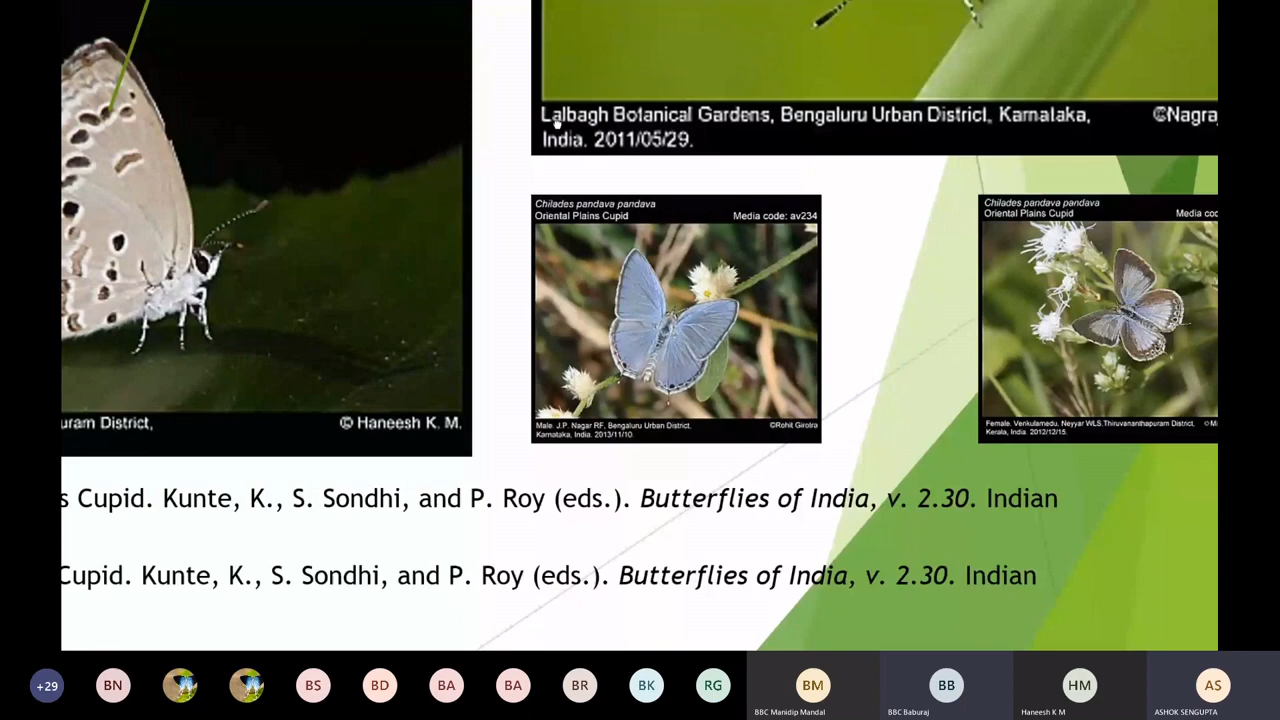 Lalbagh Botanical Gardens, Bengaluru Urban District, Karnataka, ©Nagraj
India. 2011/05/29.
Chilades pandava pandava
Oriental Plains Cupid Media code: av234
Chilades pandava pandava
Oriental Plains Cupid Media cod
uram District, © Haneesh K. M.
Male. J.P. Nagar RF, Bengaluru Urban District, ©Rohit Girotra
Karnataka, India. 2013/11/10.
Female. Venkulamedu, Neyyar WLS, Thiruvananthapuram District, ©M
Kerala, India. 2012/12/15.
s Cupid. Kunte, K., S. Sondhi, and P. Roy (eds.). Butterflies of India, v. 2.30. Indian
Cupid. Kunte, K., S. Sondhi, and P. Roy (eds.). Butterflies of India, v. 2.30. Indian
+29 BN BS BD BA BA BR BK RG BM BB HM AS
BBC Manidip Mandal BBC Baburaj Haneesh K M ASHOK SENGUPTA